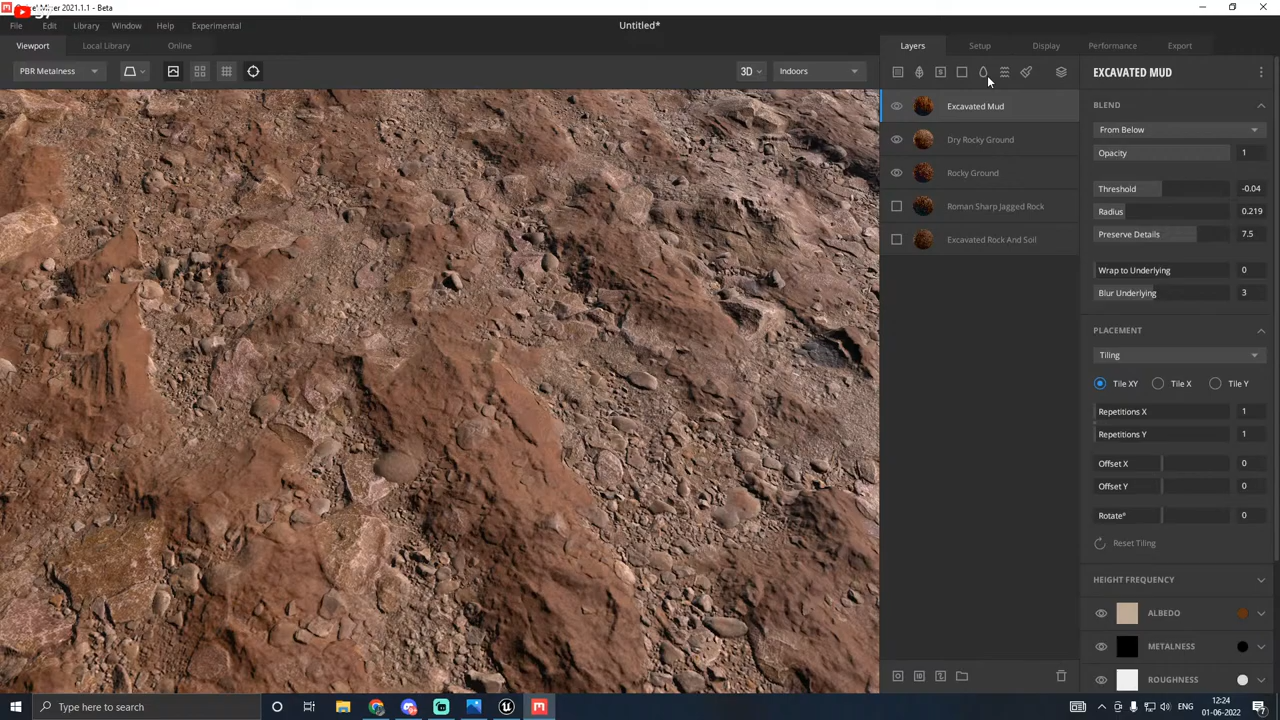 Mixer 2021.1.1 - Beta
File Edit Library Window Help Experimental
Untitled*
Viewport Local Library Online
Layers Setup Display Performance Export
PBR Metalness
3D
Indoors
EXCAVATED MUD
Excavated Mud
Dry Rocky Ground
Rocky Ground
Roman Sharp Jagged Rock
Excavated Rock And Soil
BLEND
From Below
Opacity 1
Threshold -0.04
Radius 0.219
Preserve Details 7.5
Wrap to Underlying 0
Blur Underlying 3
PLACEMENT
Tiling
Tile XY Tile X Tile Y
Repetitions X 1
Repetitions Y 1
Offset X 0
Offset Y 0
Rotate° 0
Reset Tiling
HEIGHT FREQUENCY
ALBEDO
METALNESS
ROUGHNESS
Type here to search
ENG
12:24
01-06-2022